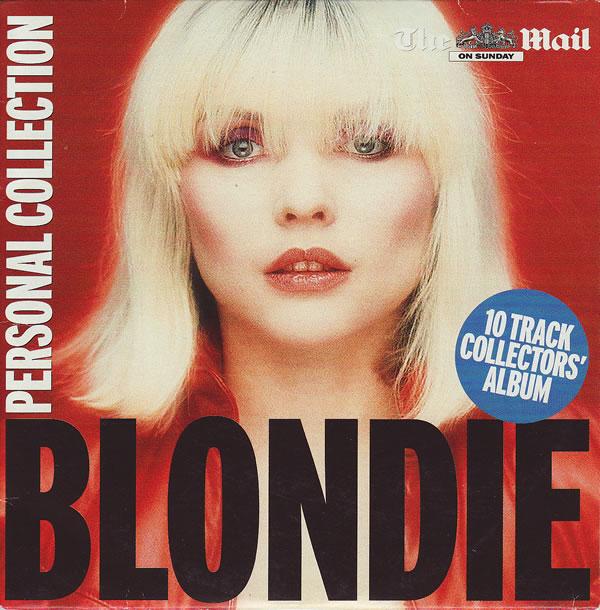 The Mail
ON SUNDAY
PERSONAL COLLECTION
10 TRACK
COLLECTORS'
ALBUM
BLONDIE